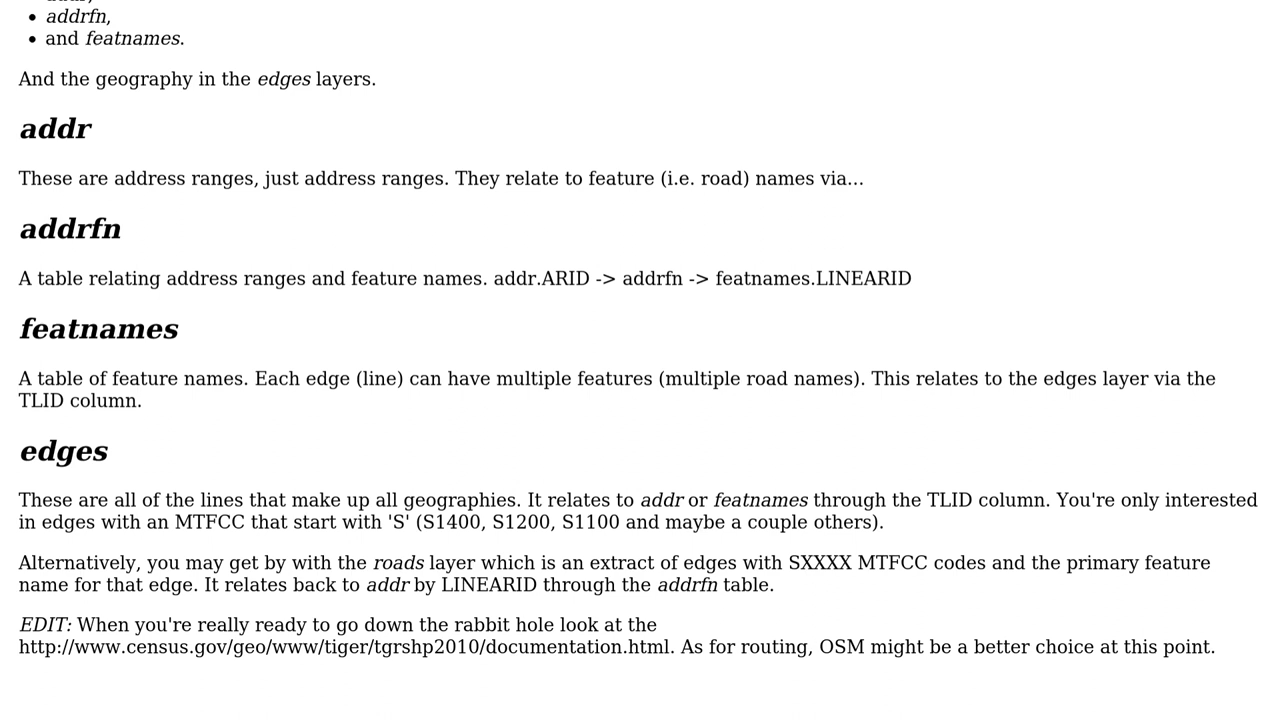 addrfn,
and featnames.
And the geography in the edges layers.
addr
These are address ranges, just address ranges. They relate to feature (i.e. road) names via...
addrfn
A table relating address ranges and feature names. addr.ARID -> addrfn -> featnames.LINEARID
featnames
A table of feature names. Each edge (line) can have multiple features (multiple road names). This relates to the edges layer via the
TLID column.
edges
These are all of the lines that make up all geographies. It relates to addr or featnames through the TLID column. You're only interested
in edges with an MTFCC that start with 'S' (S1400, S1200, S1100 and maybe a couple others).
Alternatively, you may get by with the roads layer which is an extract of edges with SXXXX MTFCC codes and the primary feature
name for that edge. It relates back to addr by LINEARID through the addrfn table.
EDIT: When you're really ready to go down the rabbit hole look at the
http://www.census.gov/geo/www/tiger/tgrshp2010/documentation.html. As for routing, OSM might be a better choice at this point.